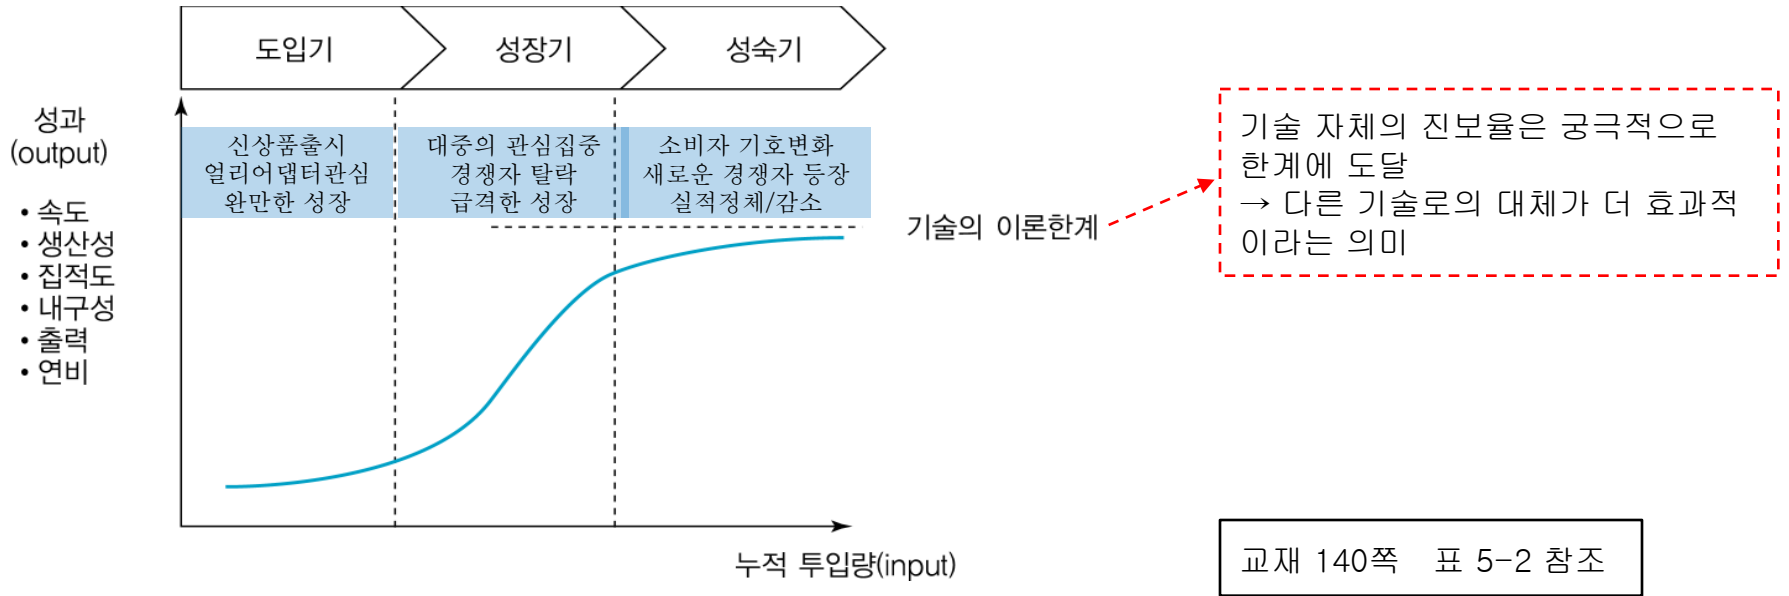 도입기
성장기
성숙기
성과
(output)
• 속도
• 생산성
• 집적도
• 내구성
• 출력
• 연비
신상품출시
얼리어댑터관심
완만한 성장
대중의 관심집중
경쟁자 탈락
급격한 성장
소비자 기호변화
새로운 경쟁자 등장
실적정체/감소
기술의 이론한계
기술 자체의 진보율은 궁극적으로
한계에 도달
→ 다른 기술로의 대체가 더 효과적
이라는 의미
누적 투입량(input)
교재 140쪽 표 5-2 참조